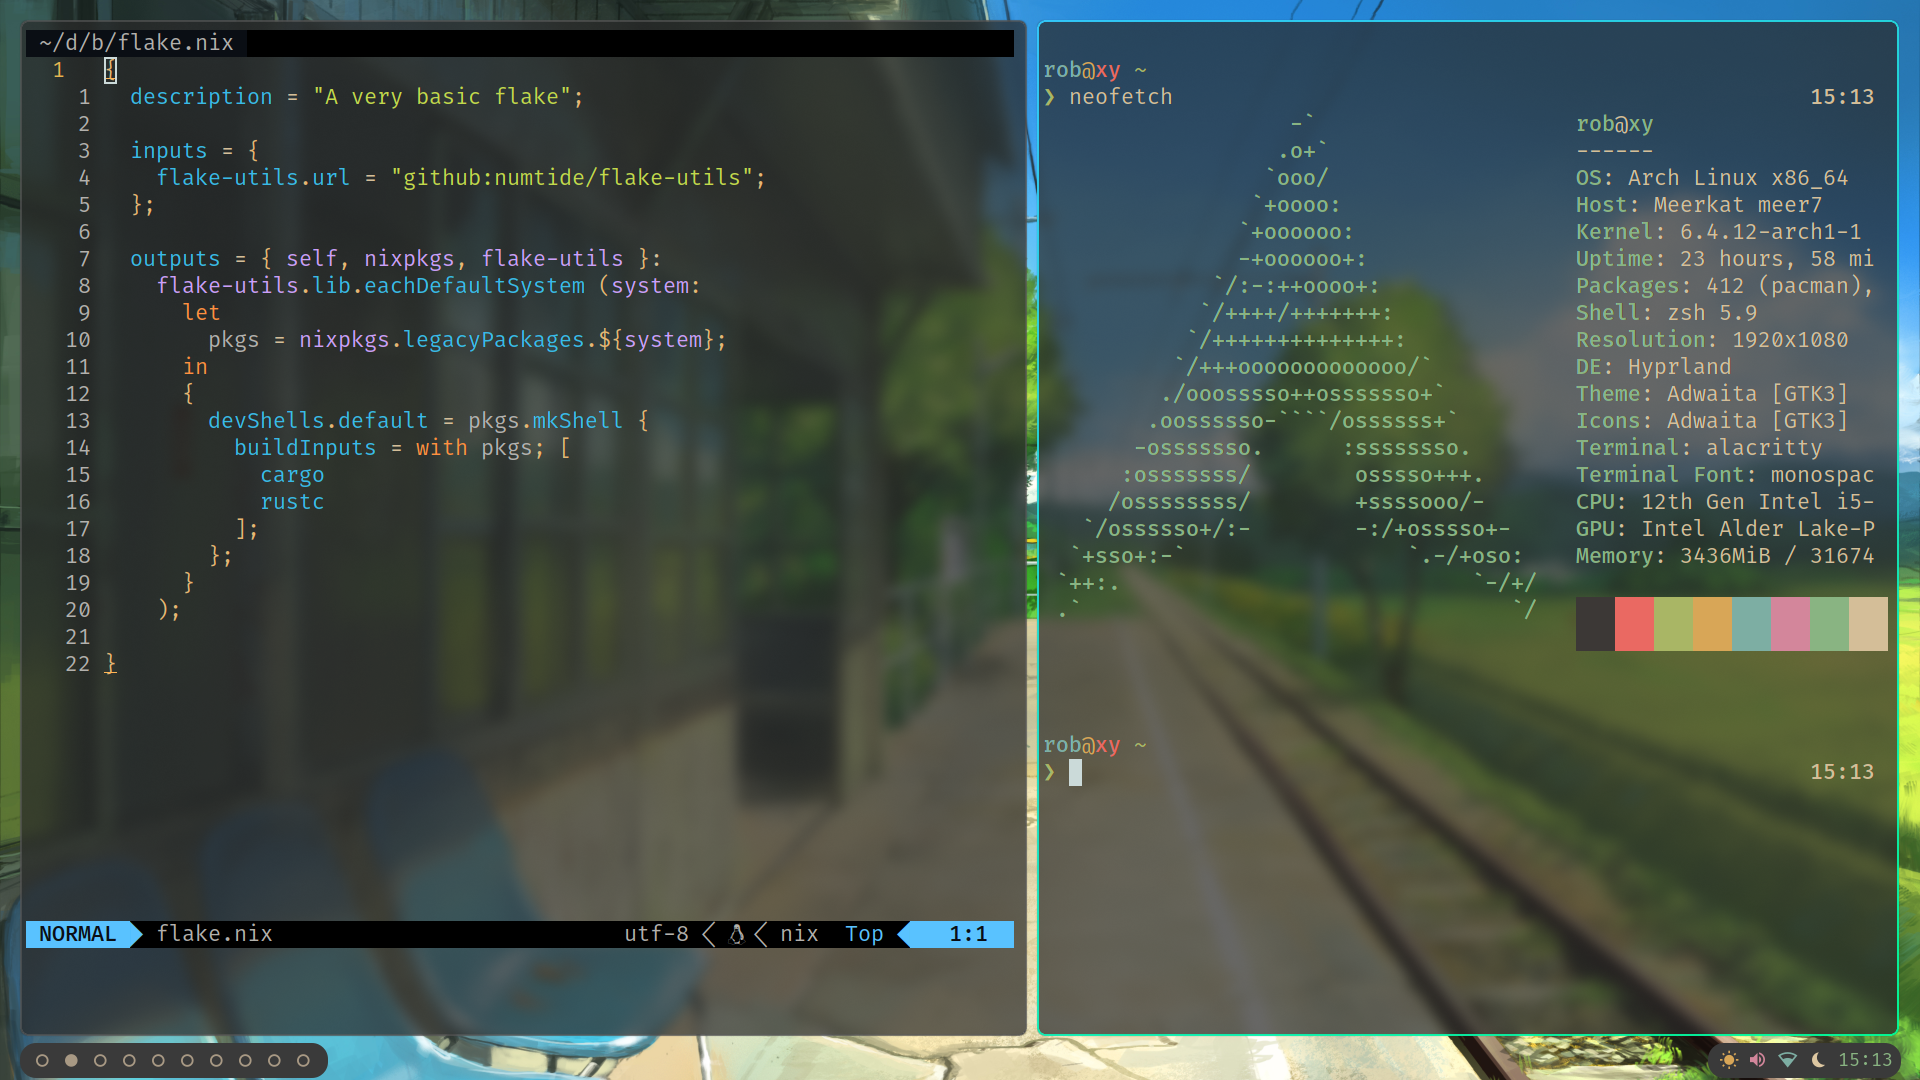 ~/d/b/flake.nix
1 {
1 description = "A very basic flake";
2
3 inputs = {
4 flake-utils.url = "github:numtide/flake-utils";
5 };
6
7 outputs = { self, nixpkgs, flake-utils }:
8 flake-utils.lib.eachDefaultSystem (system:
9 let
10 pkgs = nixpkgs.legacyPackages.${system};
11 in
12 {
13 devShells.default = pkgs.mkShell {
14 buildInputs = with pkgs; [
15 cargo
16 rustc
17 ];
18 };
19 }
20 );
21
22 }
NORMAL flake.nix utf-8 nix Top 1:1
rob@xy ~
❯ neofetch 15:13
-`
.o+`
`ooo/
`+oooo:
`+oooooo:
-+oooooo+:
`/:-:++oooo+:
`/++++/+++++++:
`/++++++++++++++:
`/+++ooooooooooooo/`
./ooosssso++osssssso+`
.oossssso-````/ossssss+`
-osssssso. :ssssssso.
:osssssss/ osssso+++.
/ossssssss/ +ssssooo/-
`/ossssso+/:- -:/+osssso+-
`+sso+:-` `.-/+oso:
`++:. `-/+/
.` `/
rob@xy
------
OS: Arch Linux x86_64
Host: Meerkat meer7
Kernel: 6.4.12-arch1-1
Uptime: 23 hours, 58 mi
Packages: 412 (pacman),
Shell: zsh 5.9
Resolution: 1920x1080
DE: Hyprland
Theme: Adwaita [GTK3]
Icons: Adwaita [GTK3]
Terminal: alacritty
Terminal Font: monospac
CPU: 12th Gen Intel i5-
GPU: Intel Alder Lake-P
Memory: 3436MiB / 31674
rob@xy ~
❯ 15:13
15:13